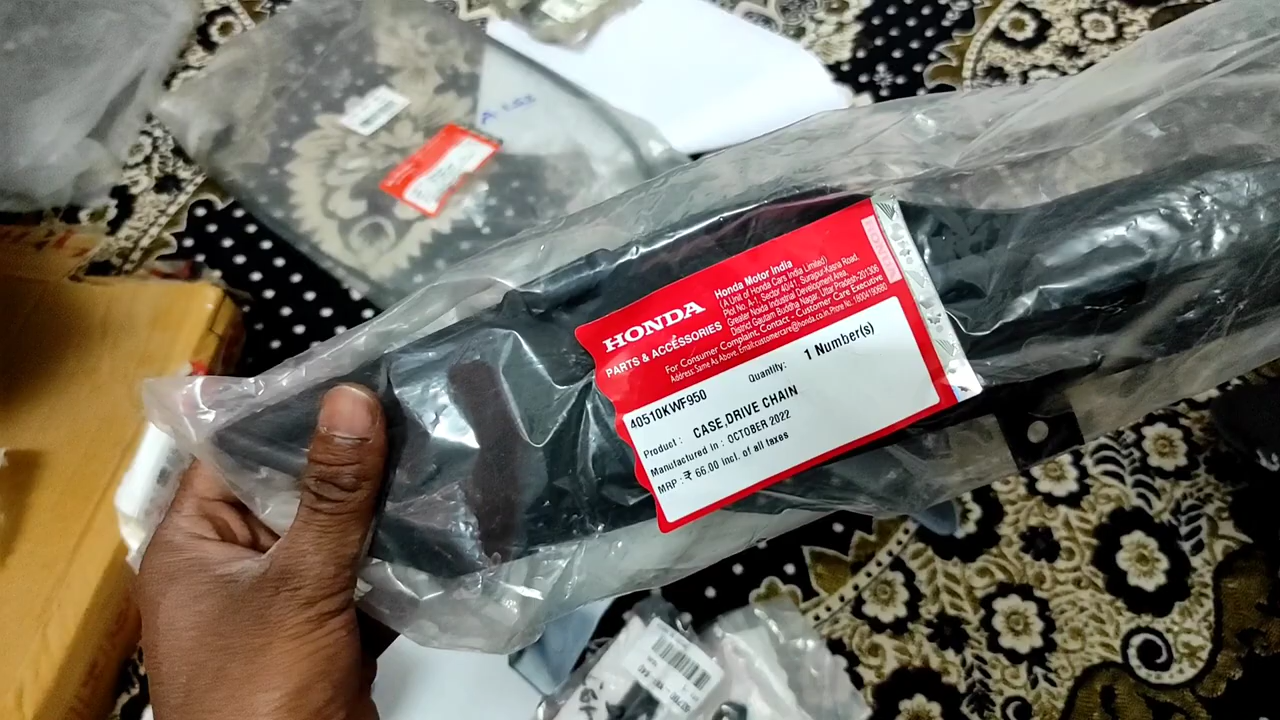 HONDA
PARTS & ACCESSORIES
Honda Motor India
(A Unit of Honda Cars India Limited)
Plot No. A-1, Sector 40/41, Surajpur-Kasna Road,
Greater Noida Industrial Development Area,
District Gautam Buddha Nagar, Uttar Pradesh-201306
For Consumer Complaint, Contact - Customer Care Executive
Address: Same As Above, Email:customercare@honda.co.in, Phone No. 18004190680
40510KWF950
Quantity: 1 Number(s)
Product : CASE,DRIVE CHAIN
Manufactured In : OCTOBER 2022
MRP : ₹ 66.00 incl. of all taxes